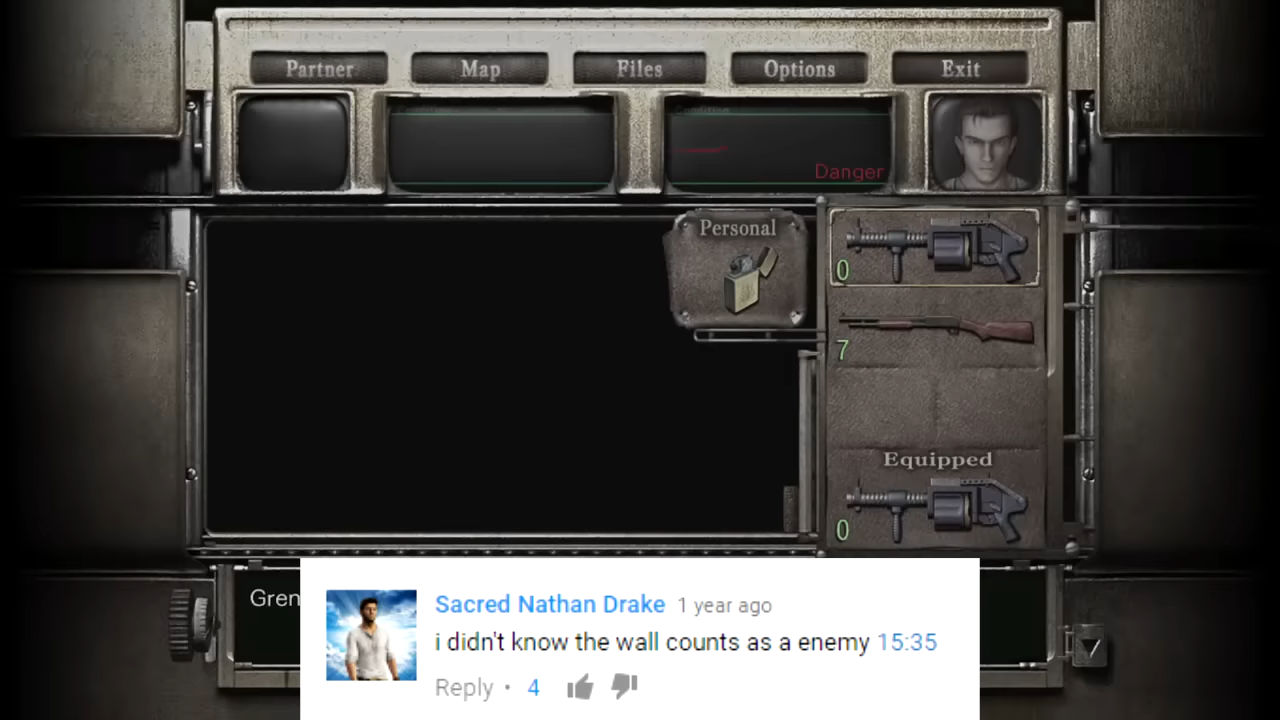 Partner
Map
Files
Options
Exit
Condition
Danger
Personal
0
7
Equipped
0
Gren
Sacred Nathan Drake 1 year ago
i didn't know the wall counts as a enemy 15:35
Reply • 4